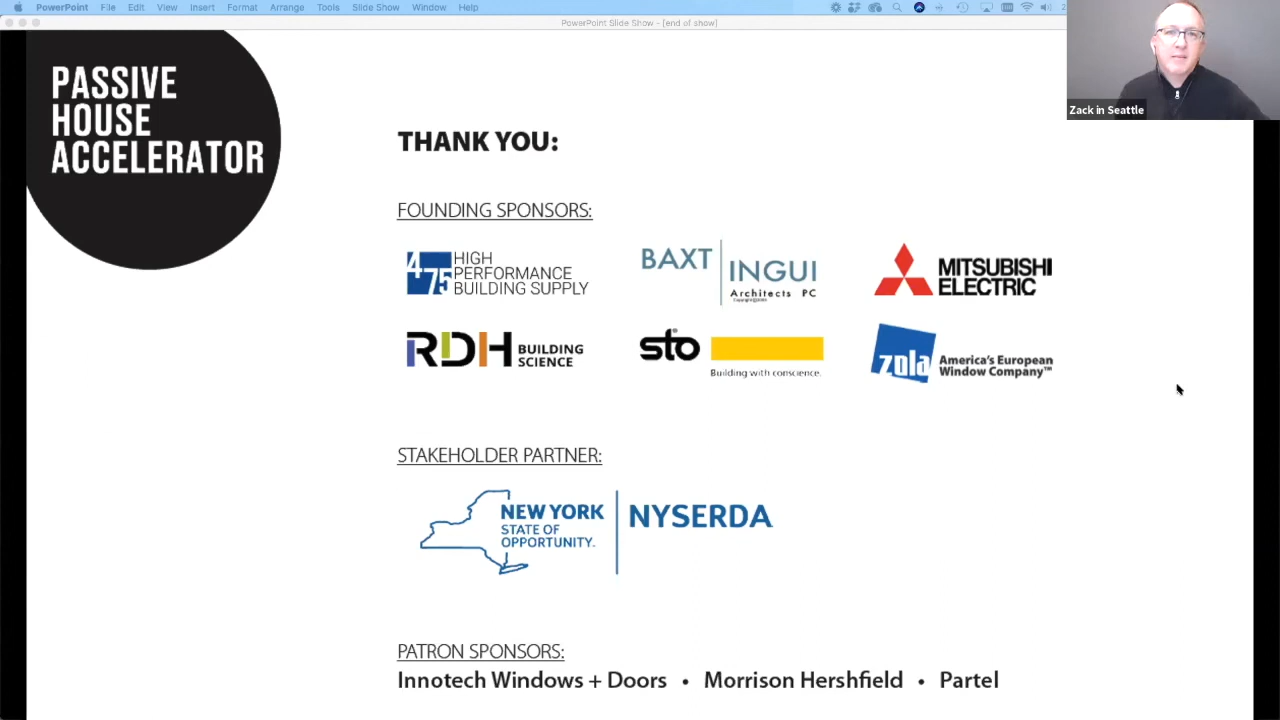 PowerPoint File Edit View Insert Format Arrange Tools Slide Show Window Help
PowerPoint Slide Show - [end of show]
Zack in Seattle
PASSIVE
HOUSE
ACCELERATOR
THANK YOU:
FOUNDING SPONSORS:
475 HIGH
PERFORMANCE
BUILDING SUPPLY
BAXT INGUI
Architects PC
MITSUBISHI
ELECTRIC
RDH BUILDING
SCIENCE
sto
Building with conscience.
zola America's European
Window Company™
STAKEHOLDER PARTNER:
NEW YORK
STATE OF
OPPORTUNITY.
NYSERDA
PATRON SPONSORS:
Innotech Windows + Doors • Morrison Hershfield • Partel